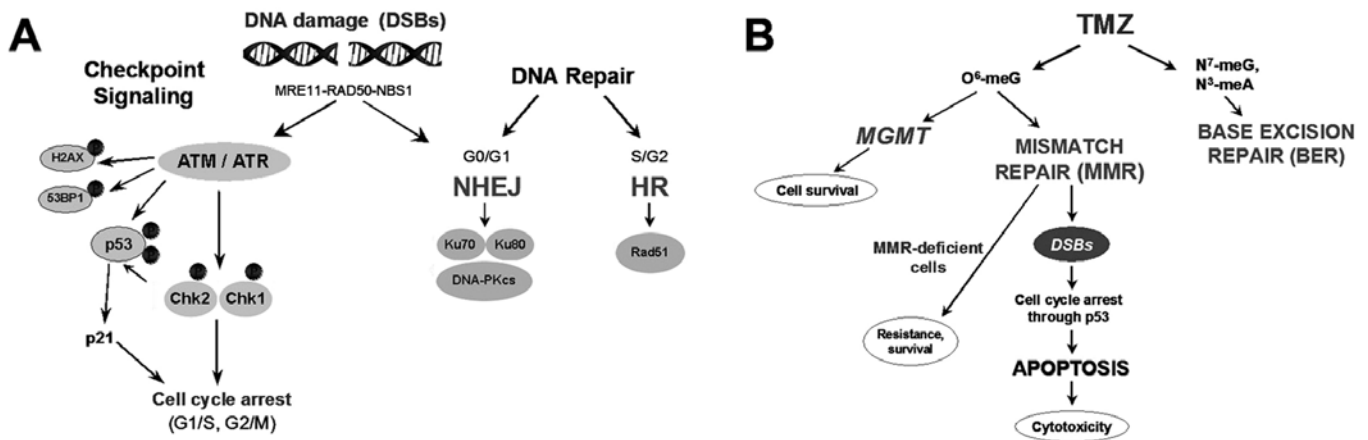 A
DNA damage (DSBs)
Checkpoint
Signaling
MRE11-RAD50-NBS1
DNA Repair
H2AX
P
53BP1
P
ATM / ATR
p53
P
P
Chk2
P
Chk1
P
p21
Cell cycle arrest
(G1/S, G2/M)
G0/G1
NHEJ
Ku70
Ku80
DNA-PKcs
S/G2
HR
Rad51
B
TMZ
O⁶-meG
N⁷-meG,
N³-meA
MGMT
Cell survival
MISMATCH
REPAIR (MMR)
BASE EXCISION
REPAIR (BER)
MMR-deficient
cells
Resistance,
survival
DSBs
Cell cycle arrest
through p53
APOPTOSIS
Cytotoxicity